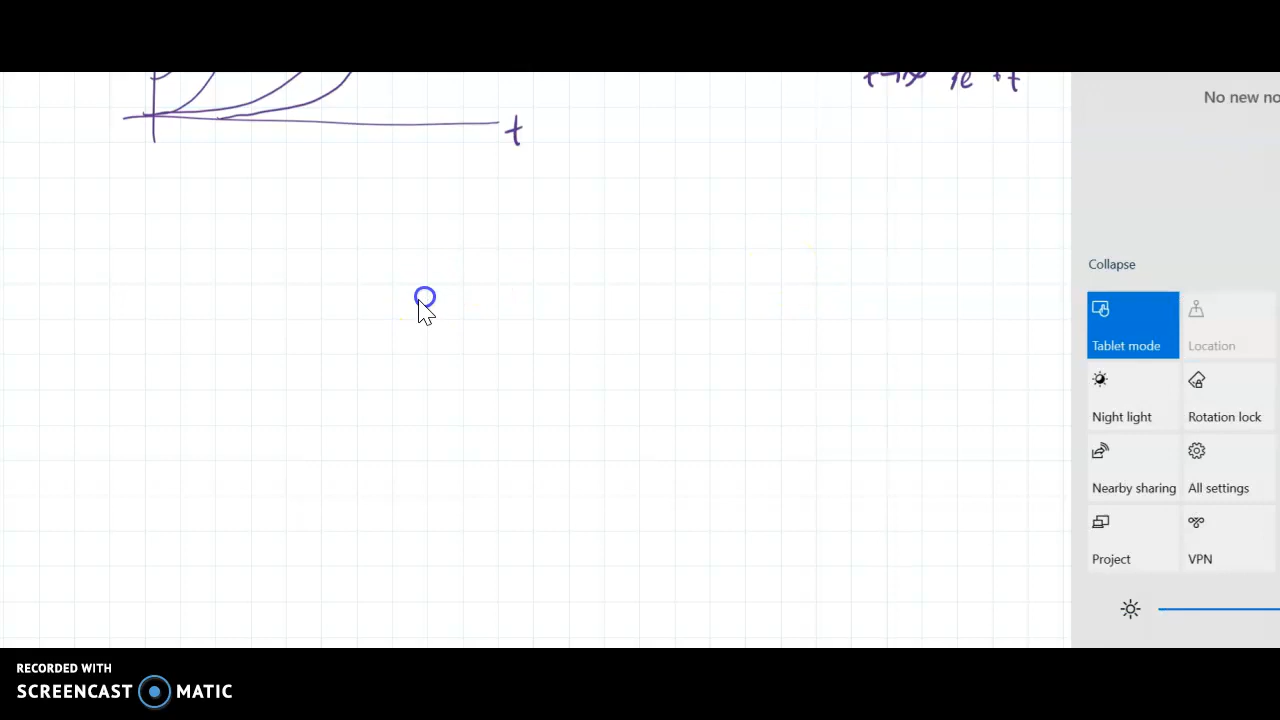 t
No new no
Collapse
Tablet mode
Location
Night light
Rotation lock
Nearby sharing
All settings
Project
VPN
RECORDED WITH
SCREENCAST MATIC